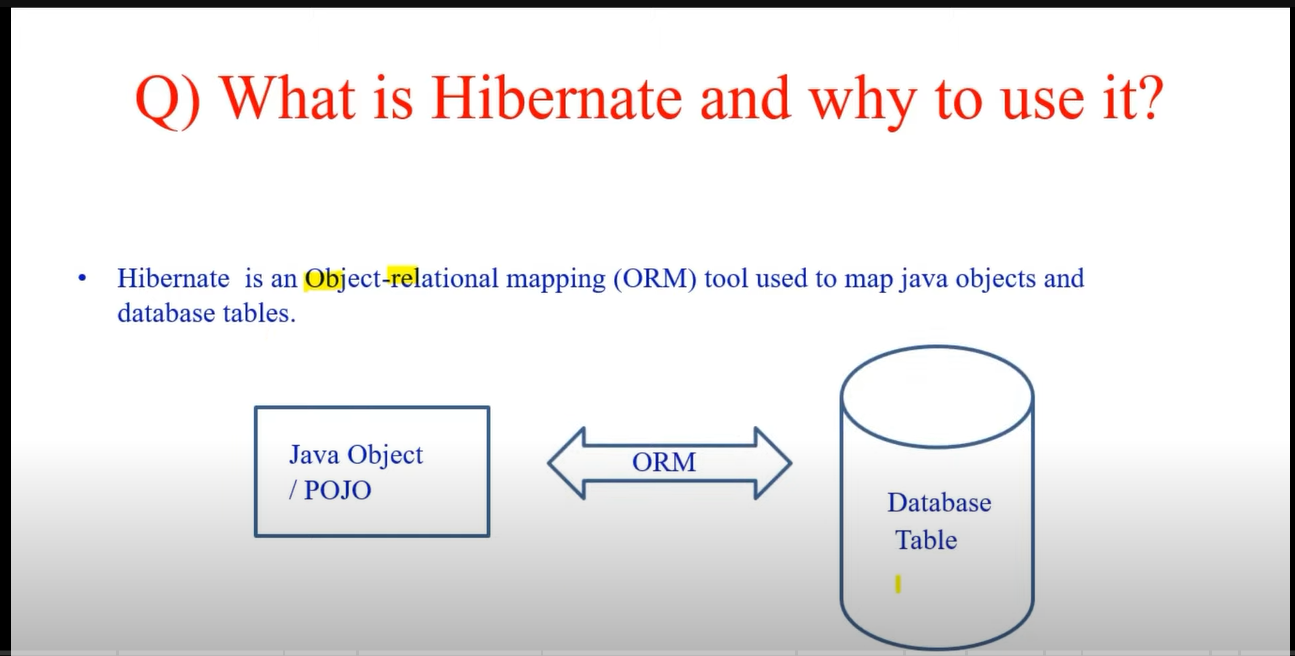 Q) What is Hibernate and why to use it?
• Hibernate is an Object-relational mapping (ORM) tool used to map java objects and
database tables.
Java Object
/ POJO
ORM
Database
Table